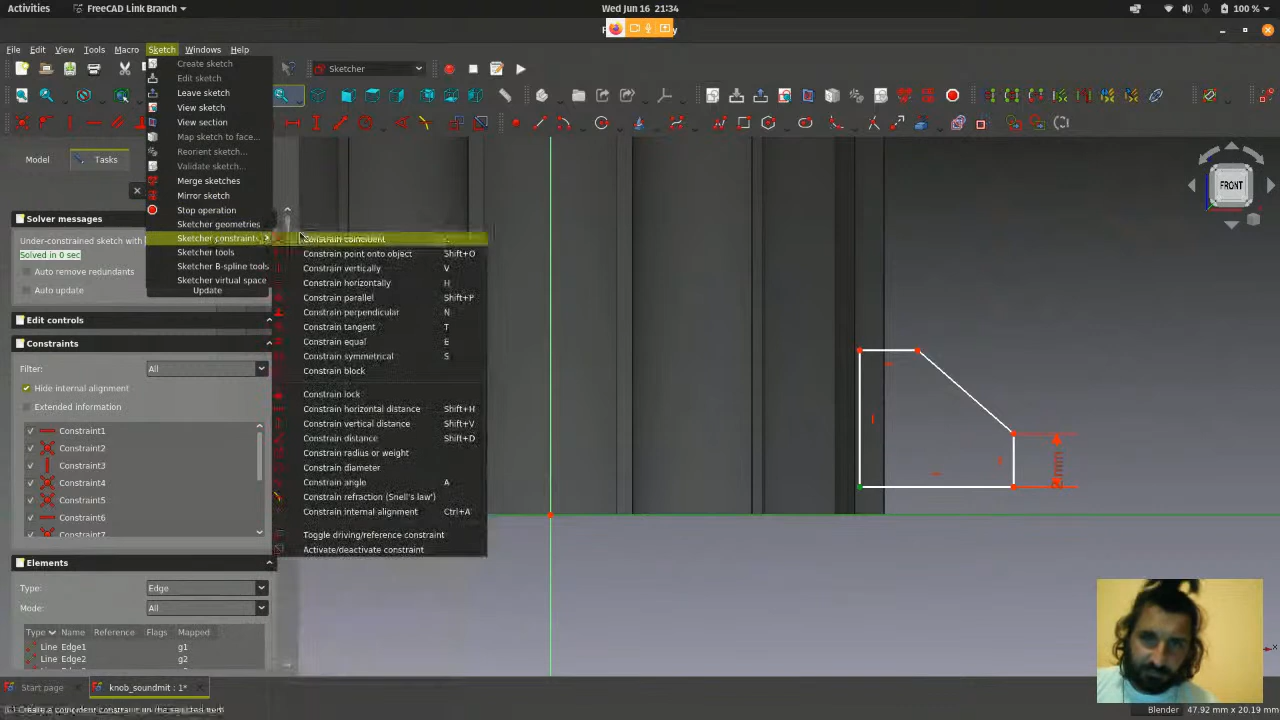 Activities
FreeCAD Link Branch
Wed Jun 16 21:34
100 %
File Edit View Tools Macro Sketch Windows Help
Create sketch
Edit sketch
Leave sketch
View sketch
View section
Map sketch to face...
Reorient sketch...
Validate sketch...
Merge sketches
Mirror sketch
Stop operation
Sketcher geometries
Sketcher constraints
Sketcher tools
Sketcher B-spline tools
Sketcher virtual space
Update
Constrain coincident
Constrain point onto object Shift+O
Constrain vertically V
Constrain horizontally H
Constrain parallel Shift+P
Constrain perpendicular N
Constrain tangent T
Constrain equal E
Constrain symmetrical S
Constrain block
Constrain lock
Constrain horizontal distance Shift+H
Constrain vertical distance Shift+V
Constrain distance Shift+D
Constrain radius or weight
Constrain diameter
Constrain angle A
Constrain refraction (Snell's law')
Constrain internal alignment Ctrl+A
Toggle driving/reference constraint
Activate/deactivate constraint
Sketcher
Model Tasks
Solver messages
Under-constrained sketch with
Solved in 0 sec
Auto remove redundants
Auto update
Edit controls
Constraints
Filter: All
Hide internal alignment
Extended information
Constraint1
Constraint2
Constraint3
Constraint4
Constraint5
Constraint6
Constraint7
Elements
Type: Edge
Mode: All
Type Name Reference Flags Mapped
Line Edge1 g1
Line Edge2 g2
FRONT
2 mm
Start page
knob_soundmit : 1*
Blender
47.92 mm x 20.19 mm